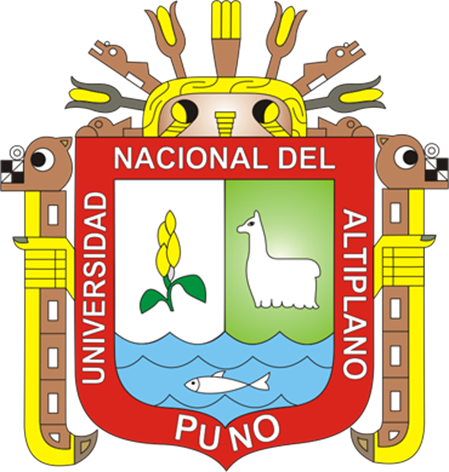 UNIVERSIDAD
NACIONAL DEL
ALTIPLANO
PUNO